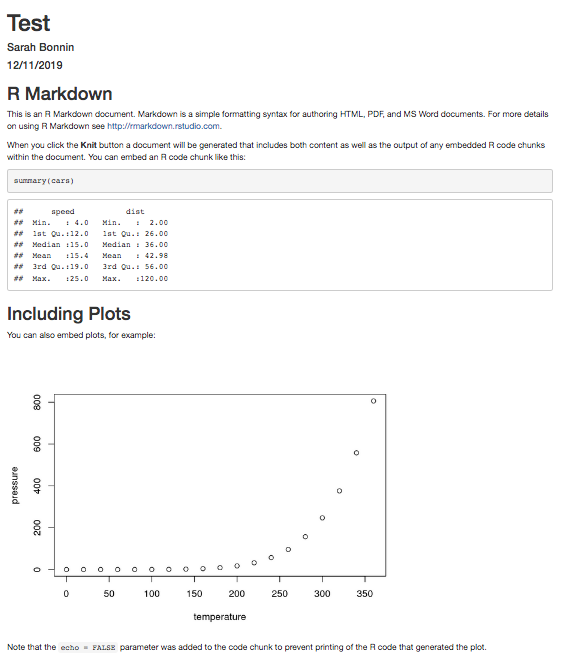 Test
Sarah Bonnin
12/11/2019
R Markdown
This is an R Markdown document. Markdown is a simple formatting syntax for authoring HTML, PDF, and MS Word documents. For more details
on using R Markdown see http://rmarkdown.rstudio.com.
When you click the Knit button a document will be generated that includes both content as well as the output of any embedded R code chunks
within the document. You can embed an R code chunk like this:
summary(cars)
##      speed           dist
## Min.   : 4.0   Min.   :  2.00
## 1st Qu.:12.0   1st Qu.: 26.00
## Median :15.0   Median : 36.00
## Mean   :15.4   Mean   : 42.98
## 3rd Qu.:19.0   3rd Qu.: 56.00
## Max.   :25.0   Max.   :120.00
Including Plots
You can also embed plots, for example:
800
600
400
200
0
pressure
0 50 100 150 200 250 300 350
temperature
Note that the echo = FALSE parameter was added to the code chunk to prevent printing of the R code that generated the plot.